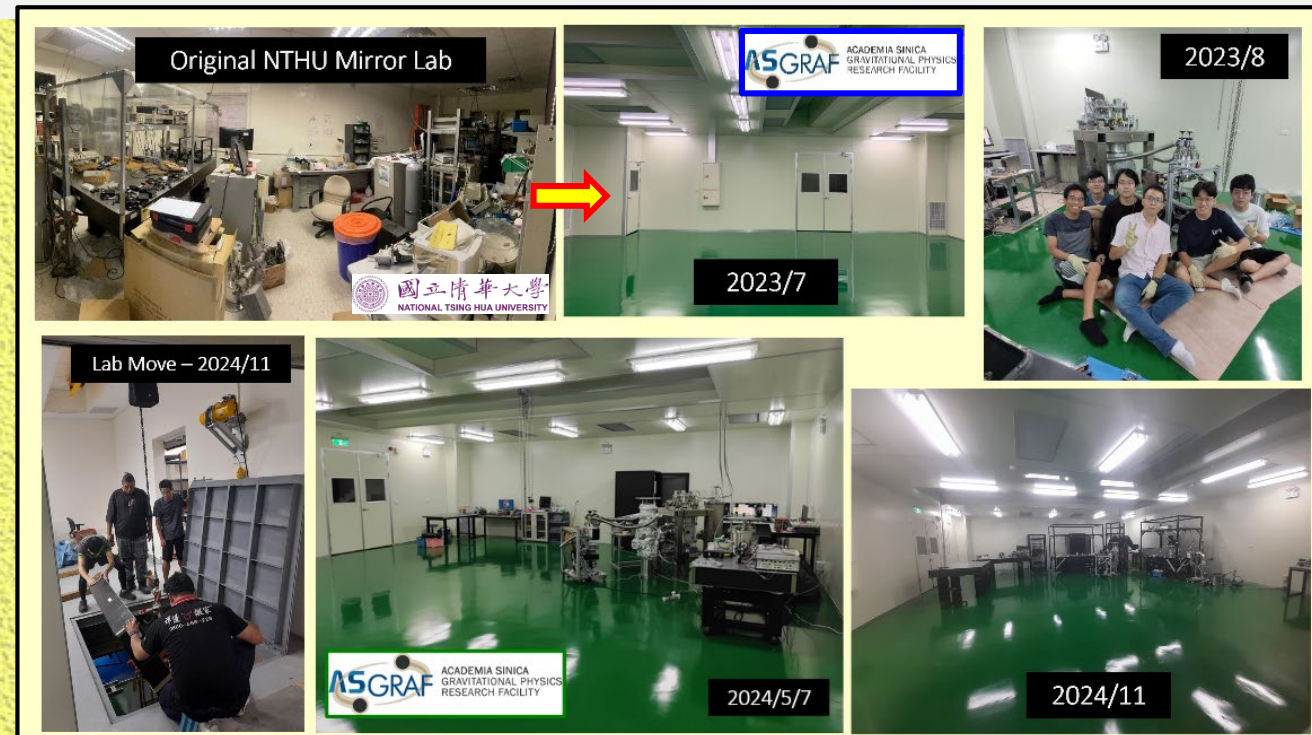 Original NTHU Mirror Lab
國立清華大學
NATIONAL TSING HUA UNIVERSITY
ASGRAF
ACADEMIA SINICA
GRAVITATIONAL PHYSICS
RESEARCH FACILITY
2023/7
2023/8
Lab Move – 2024/11
ASGRAF
ACADEMIA SINICA
GRAVITATIONAL PHYSICS
RESEARCH FACILITY
2024/5/7
2024/11